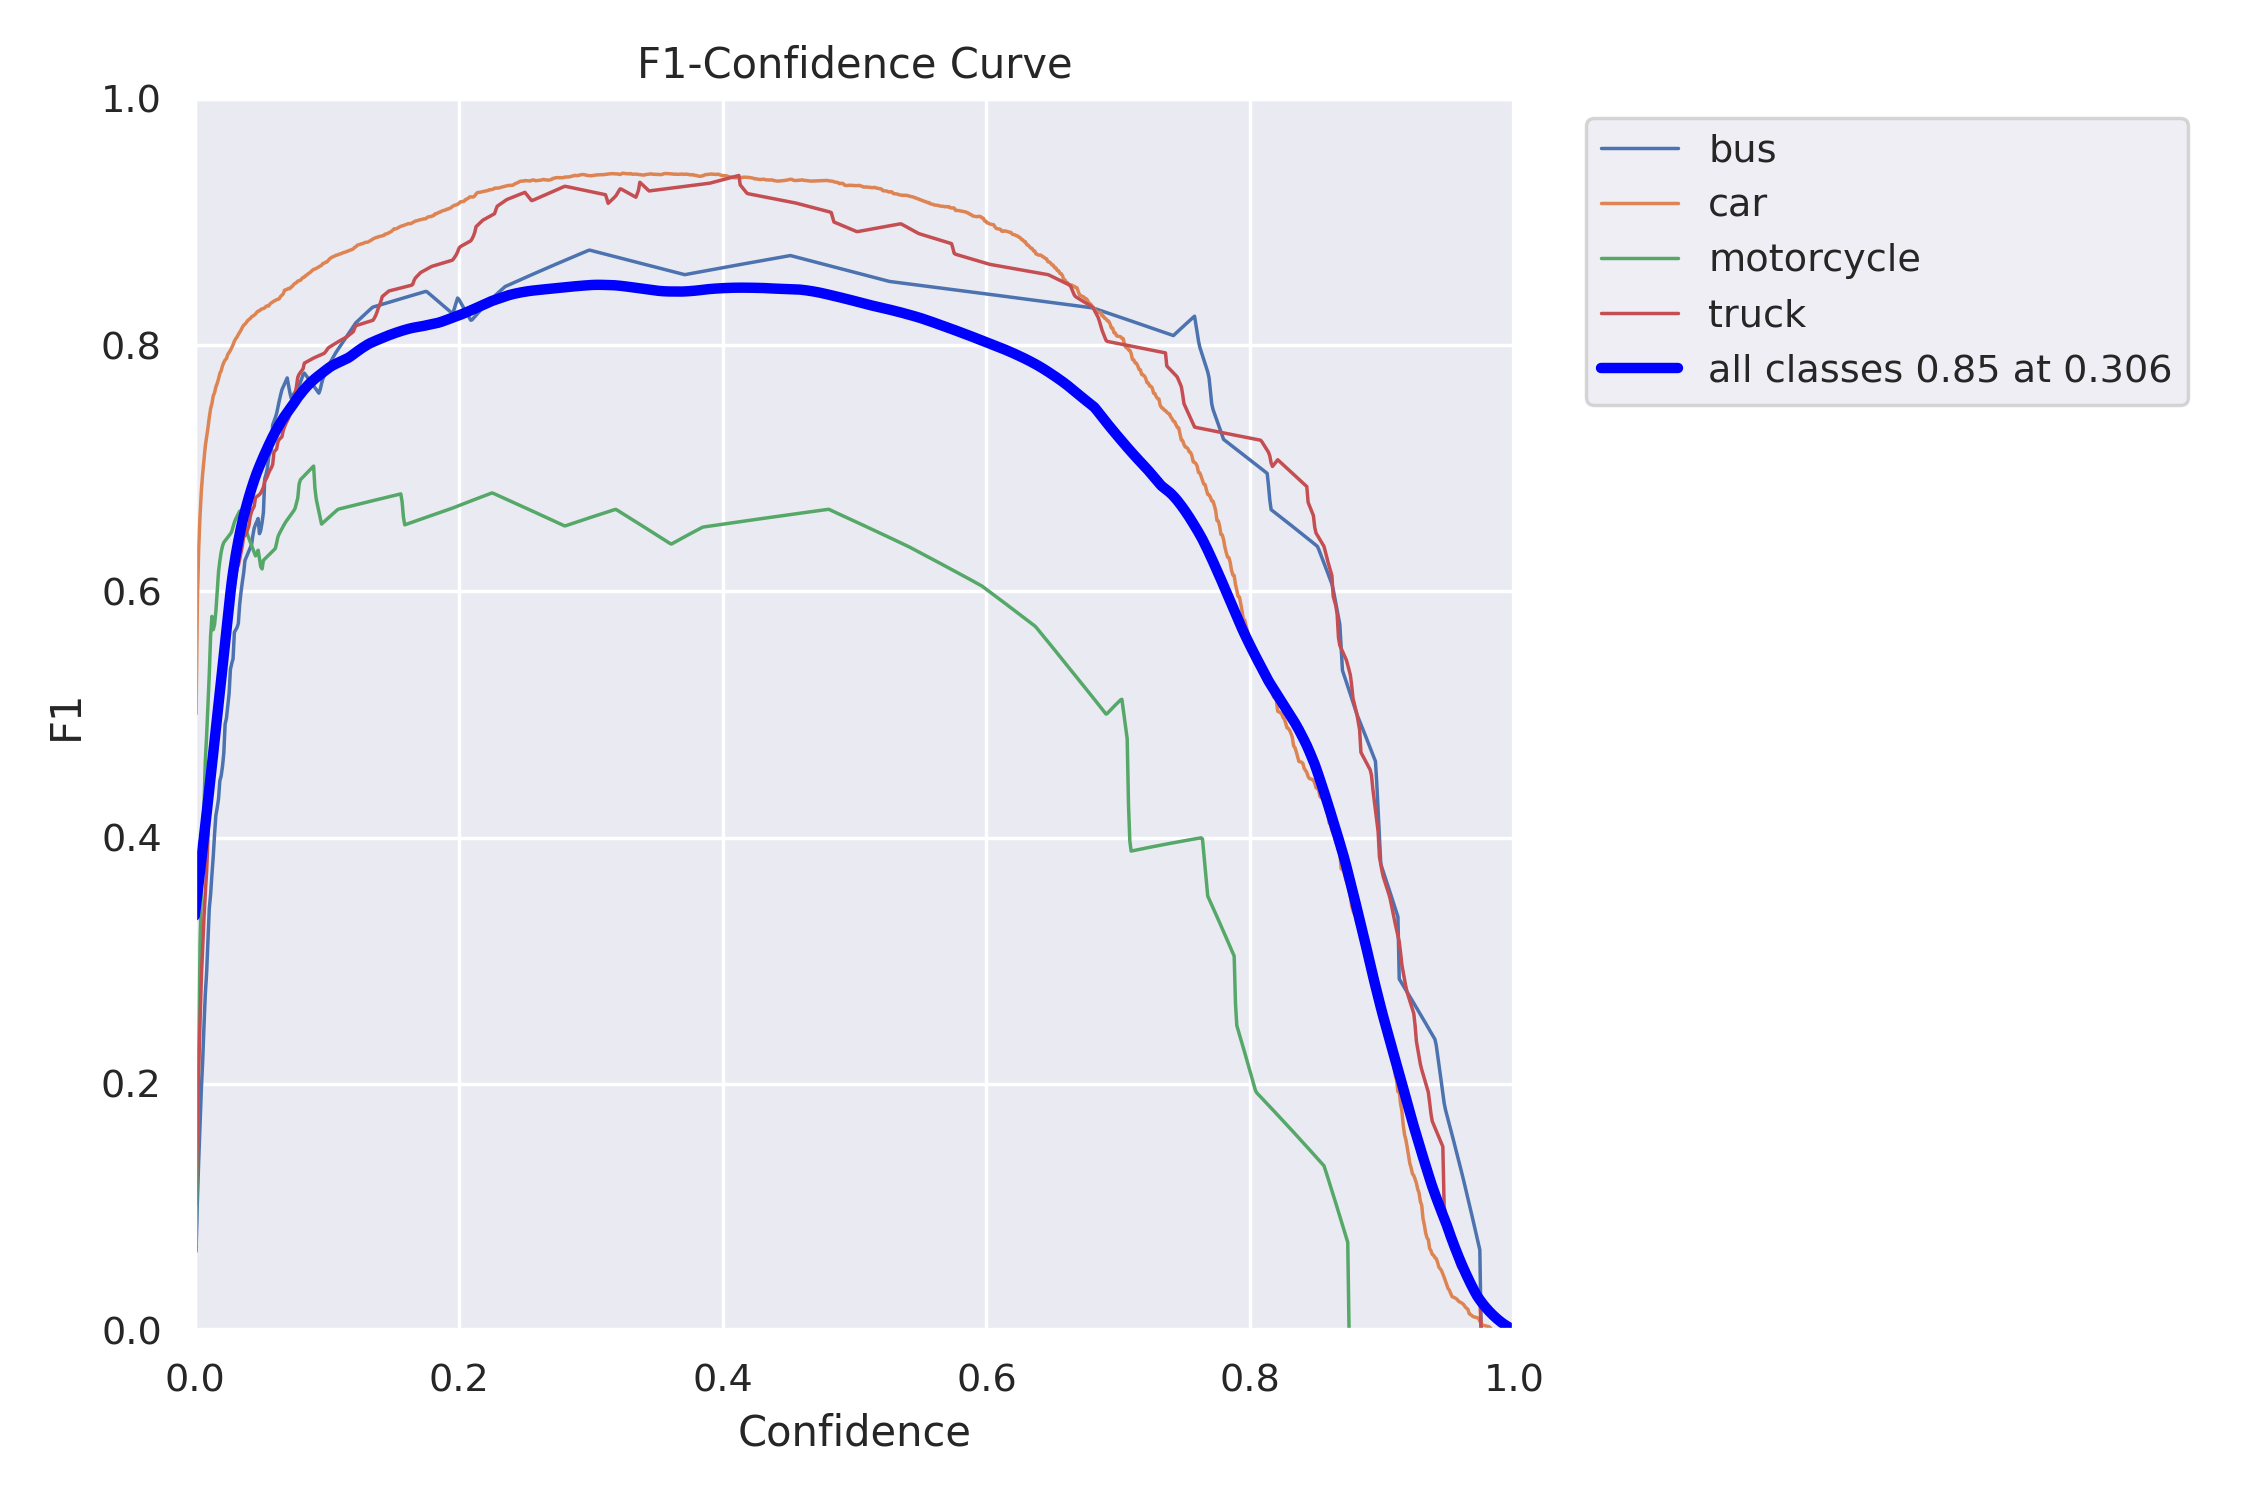 F1-Confidence Curve
1.0
0.8
0.6
0.4
0.2
0.0
F1
0.0 0.2 0.4 0.6 0.8 1.0
Confidence
bus
car
motorcycle
truck
all classes 0.85 at 0.306